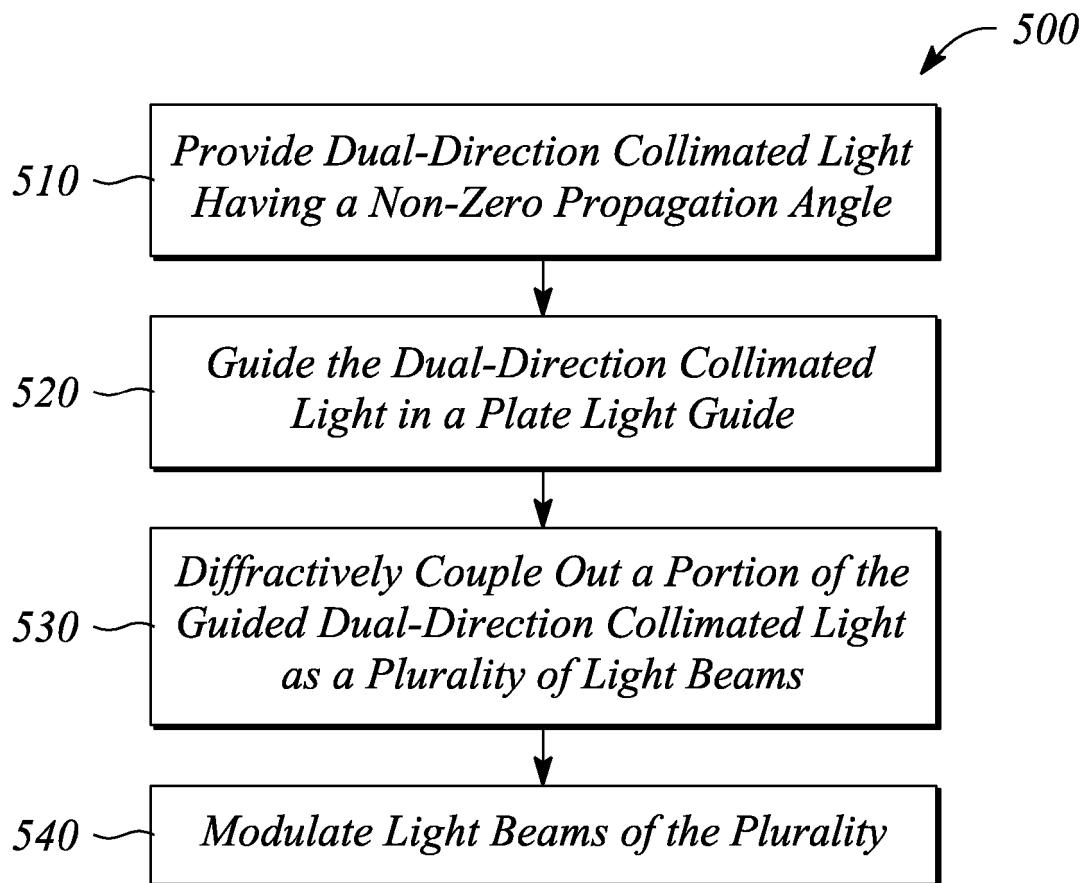 500
510
Provide Dual-Direction Collimated Light
Having a Non-Zero Propagation Angle
520
Guide the Dual-Direction Collimated
Light in a Plate Light Guide
530
Diffractively Couple Out a Portion of the
Guided Dual-Direction Collimated Light
as a Plurality of Light Beams
540
Modulate Light Beams of the Plurality